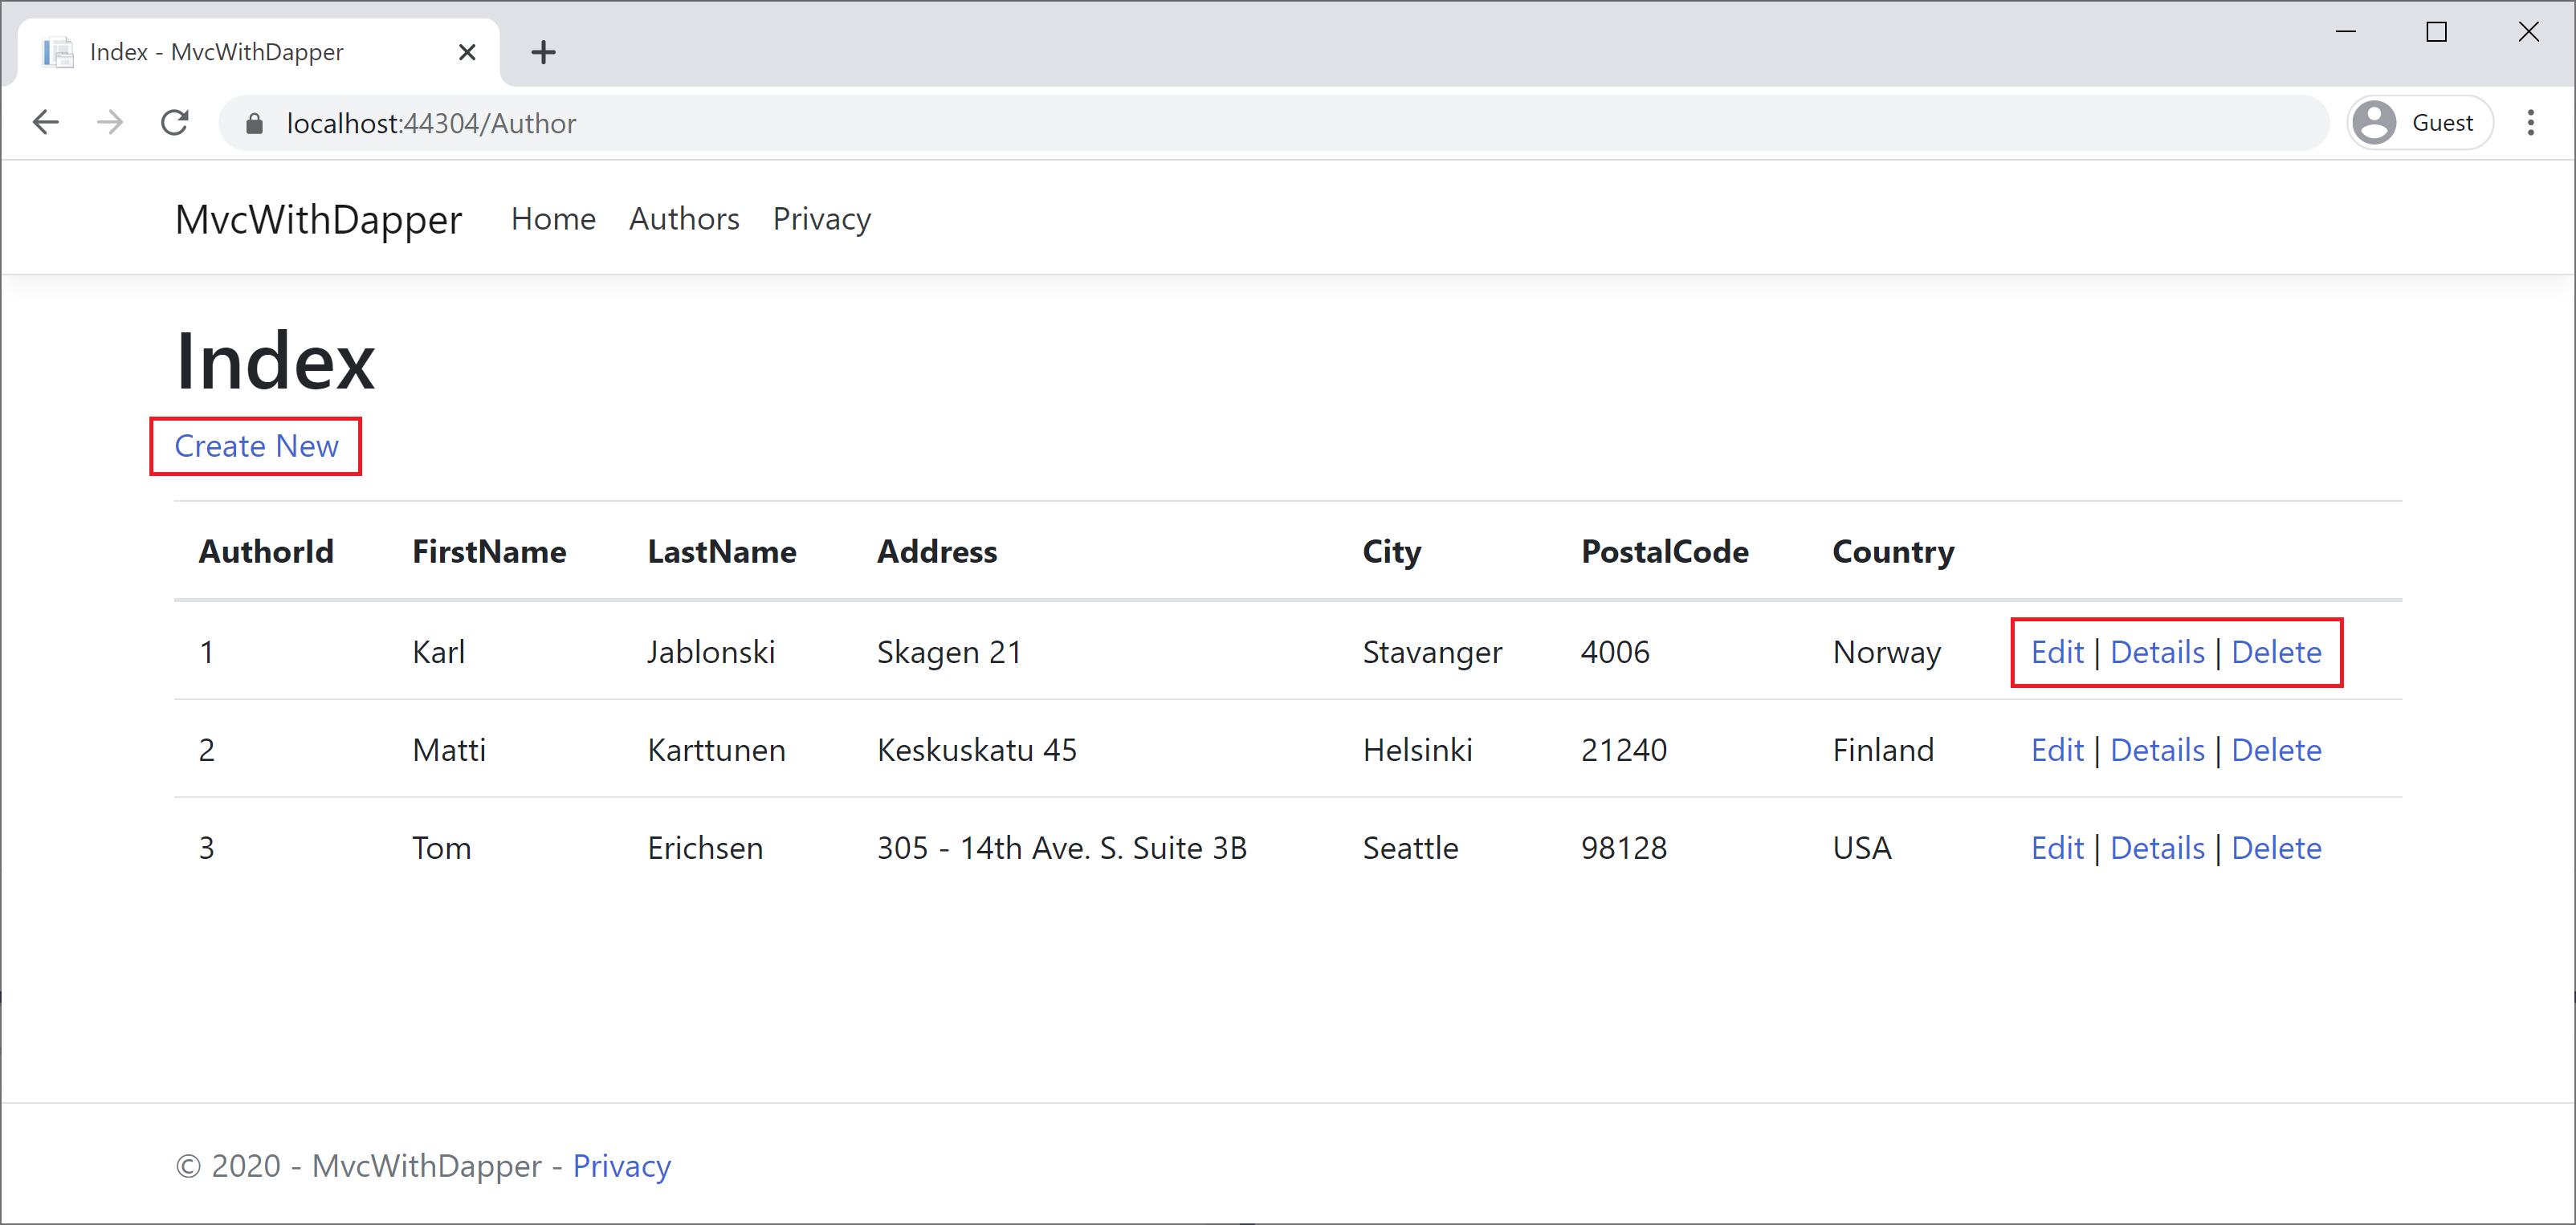 Index - MvcWithDapper
localhost:44304/Author
Guest
MvcWithDapper Home Authors Privacy
Index
Create New
AuthorId FirstName LastName Address City PostalCode Country
1 Karl Jablonski Skagen 21 Stavanger 4006 Norway Edit | Details | Delete
2 Matti Karttunen Keskuskatu 45 Helsinki 21240 Finland Edit | Details | Delete
3 Tom Erichsen 305 - 14th Ave. S. Suite 3B Seattle 98128 USA Edit | Details | Delete
© 2020 - MvcWithDapper - Privacy